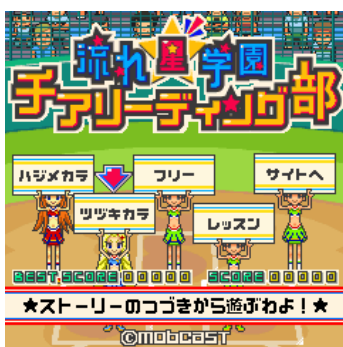 流れ星学園
チアリーディング部
ハジメカラ
フリー
サイトへ
ツヅキカラ
レッスン
BEST SCORE 00000 SCORE 00000
★ストーリーのつづきから遊ぶわよ!★
©mobcast